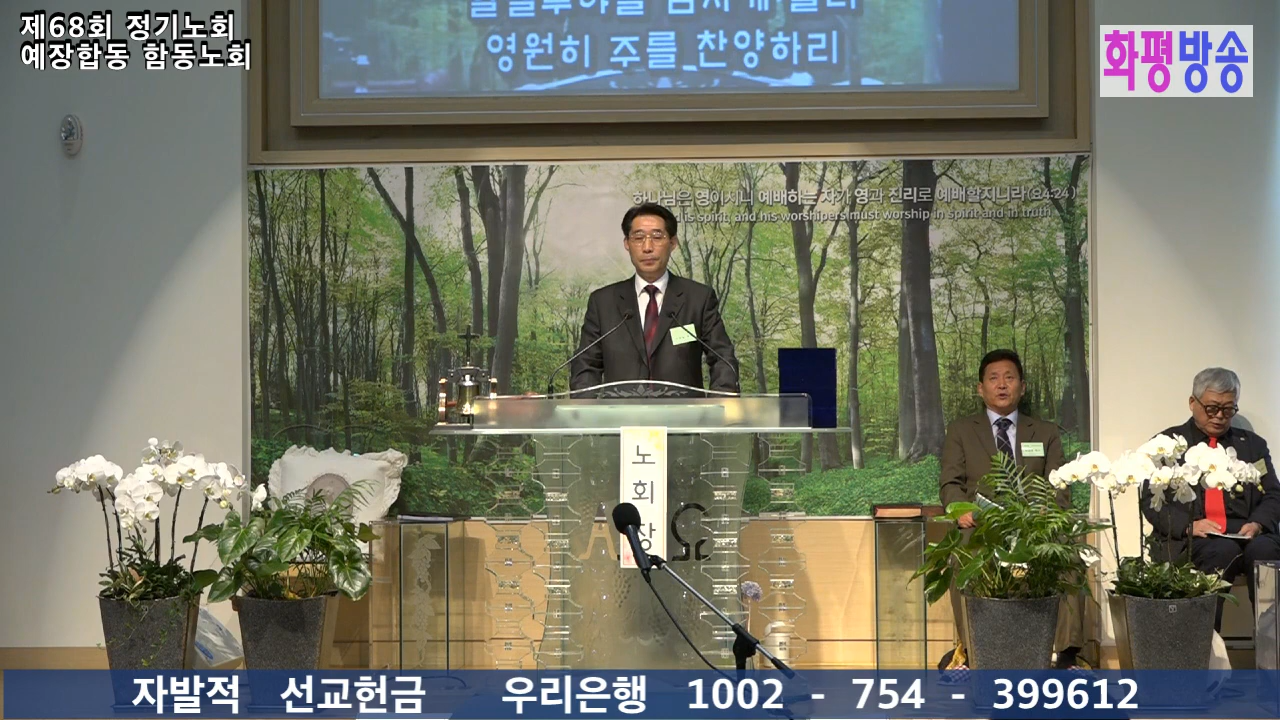 제68회 정기노회
예장합동 함동노회
화평방송
영원히 주를 찬양하리
하나님은 영이시니 예배하는 자가 영과 진리로 예배할지니라 (요4:24)
is spirit, and his worshipers must worship in spirit and in truth
노회장
A Ω
자발적 선교헌금 우리은행 1002 - 754 - 399612